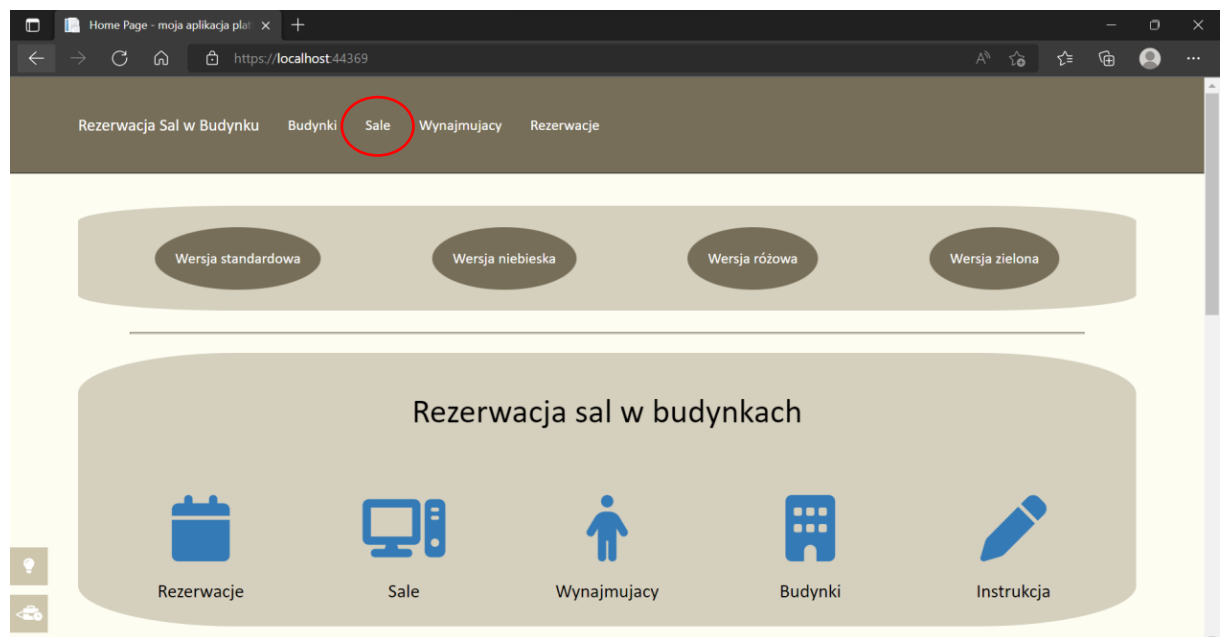 Home Page - moja aplikacja plat
https://localhost:44369
Rezerwacja Sal w Budynku Budynki Sale Wynajmujacy Rezerwacje
Wersja standardowa Wersja niebieska Wersja różowa Wersja zielona
Rezerwacja sal w budynkach
Rezerwacje Sale Wynajmujacy Budynki Instrukcja